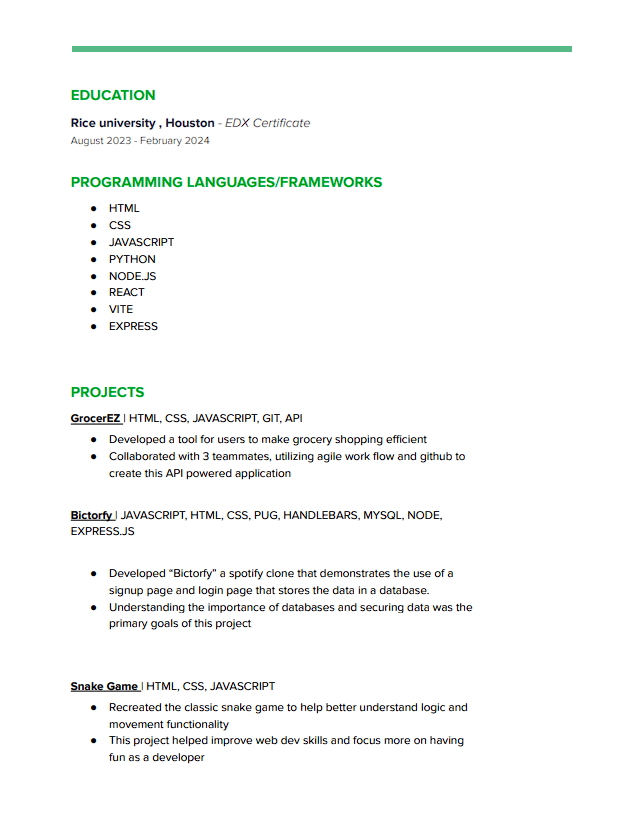 EDUCATION
Rice university , Houston - EDX Certificate
August 2023 - February 2024
PROGRAMMING LANGUAGES/FRAMEWORKS
● HTML
● CSS
● JAVASCRIPT
● PYTHON
● NODE.JS
● REACT
● VITE
● EXPRESS
PROJECTS
GrocerEZ | HTML, CSS, JAVASCRIPT, GIT, API
● Developed a tool for users to make grocery shopping efficient
● Collaborated with 3 teammates, utilizing agile work flow and github to
create this API powered application
Bictorfy | JAVASCRIPT, HTML, CSS, PUG, HANDLEBARS, MYSQL, NODE,
EXPRESS.JS
● Developed “Bictorfy” a spotify clone that demonstrates the use of a
signup page and login page that stores the data in a database.
● Understanding the importance of databases and securing data was the
primary goals of this project
Snake Game | HTML, CSS, JAVASCRIPT
● Recreated the classic snake game to help better understand logic and
movement functionality
● This project helped improve web dev skills and focus more on having
fun as a developer